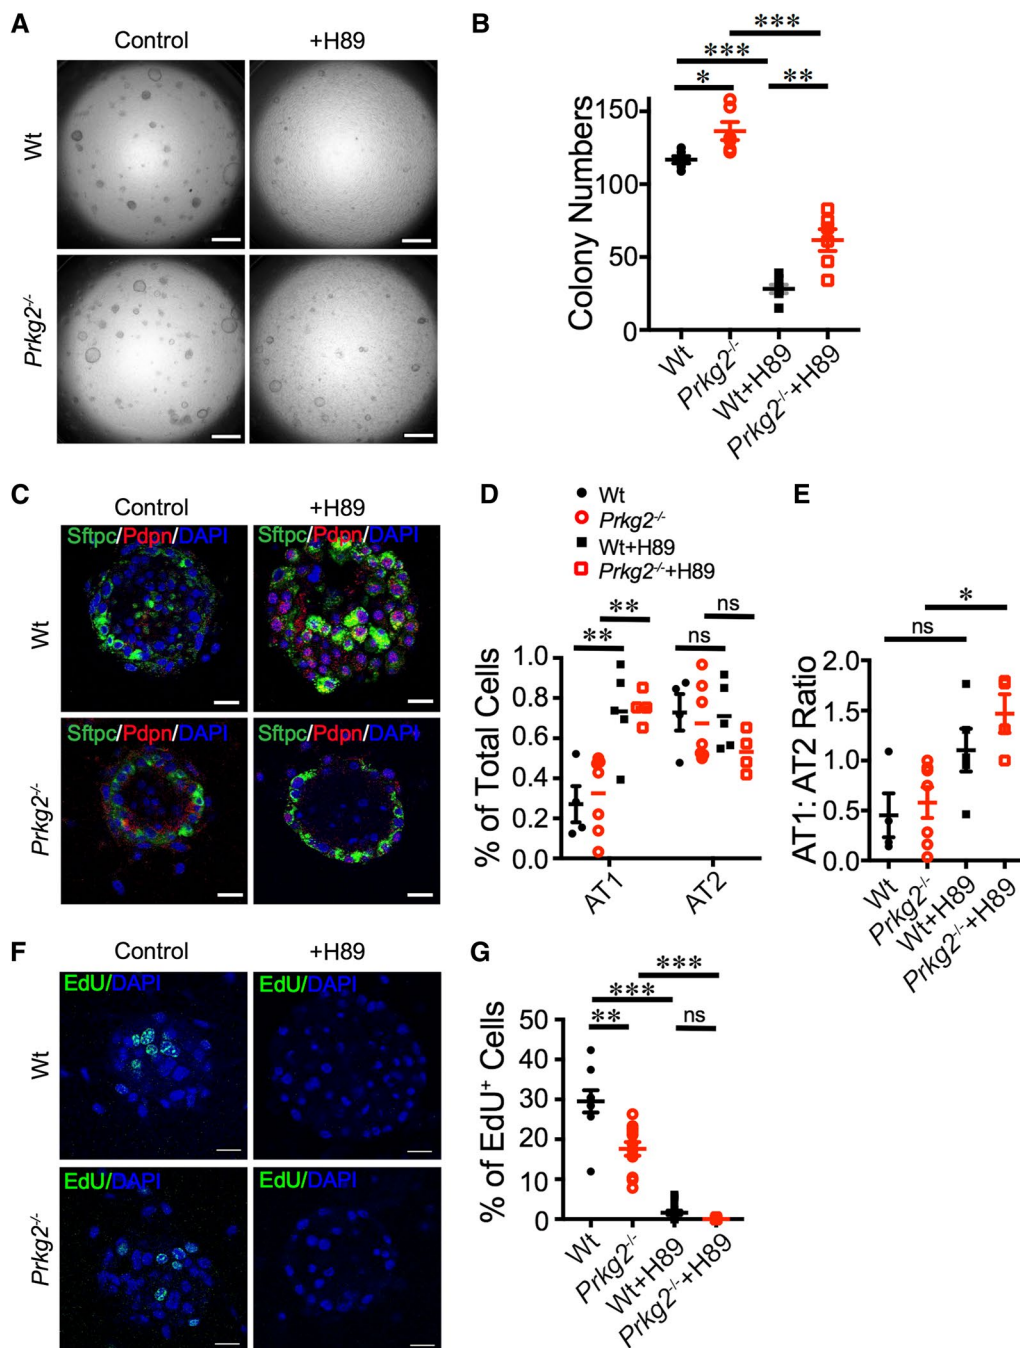 A
Control
+H89
Wt
Prkg2-/-
B
***
***
*
**
Colony Numbers
150
100
50
0
Wt
Prkg2-/-
Wt+H89
Prkg2-/-+H89
C
Control
+H89
Wt
Sftpc/Pdpn/DAPI
Sftpc/Pdpn/DAPI
Prkg2-/-
Sftpc/Pdpn/DAPI
Sftpc/Pdpn/DAPI
D
Wt
Prkg2-/-
Wt+H89
Prkg2-/-+H89
**
**
ns
ns
% of Total Cells
1.0
0.8
0.6
0.4
0.2
0.0
AT1
AT2
E
*
ns
AT1: AT2 Ratio
2.0
1.5
1.0
0.5
0.0
Wt
Prkg2-/-
Wt+H89
Prkg2-/-+H89
F
Control
+H89
Wt
EdU/DAPI
EdU/DAPI
Prkg2-/-
EdU/DAPI
EdU/DAPI
G
***
***
**
ns
% of EdU+ Cells
50
40
30
20
10
0
Wt
Prkg2-/-
Wt+H89
Prkg2-/-+H89